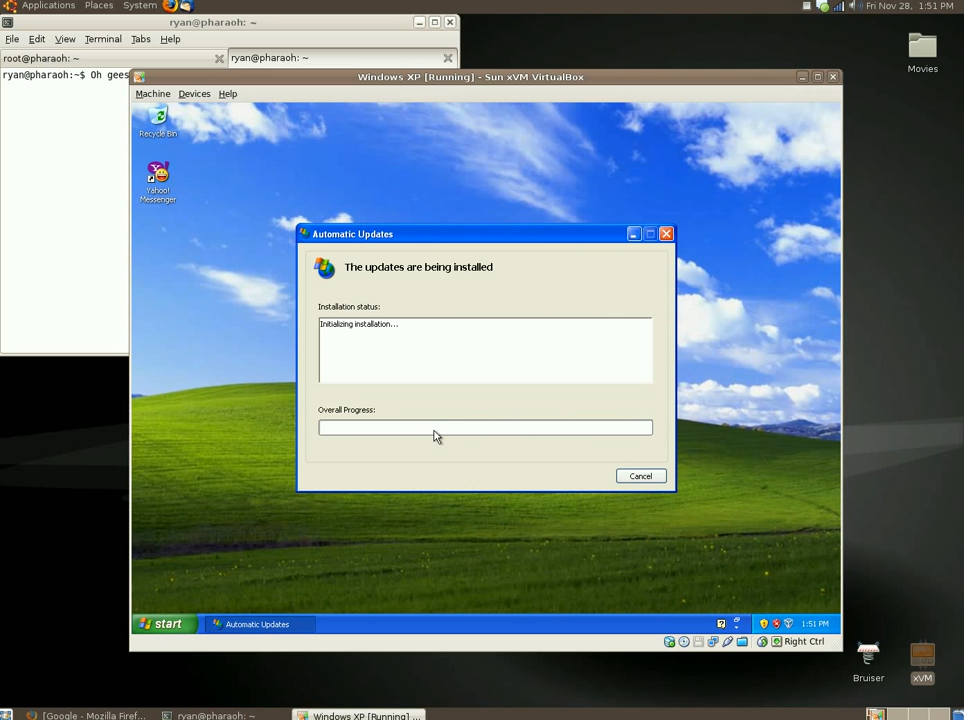 Applications Places System Fri Nov 28, 1:51 PM
ryan@pharaoh: ~
File Edit View Terminal Tabs Help
root@pharaoh: ~ ryan@pharaoh: ~
ryan@pharaoh:~$ Oh gees
Movies
Windows XP [Running] - Sun xVM VirtualBox
Machine Devices Help
Recycle Bin
Yahoo!
Messenger
Automatic Updates
The updates are being installed
Installation status:
Initializing installation...
Overall Progress:
Cancel
start Automatic Updates 1:51 PM
Right Ctrl
Bruiser xVM
[Google - Mozilla Firef... ryan@pharaoh: ~ Windows XP [Running] ...